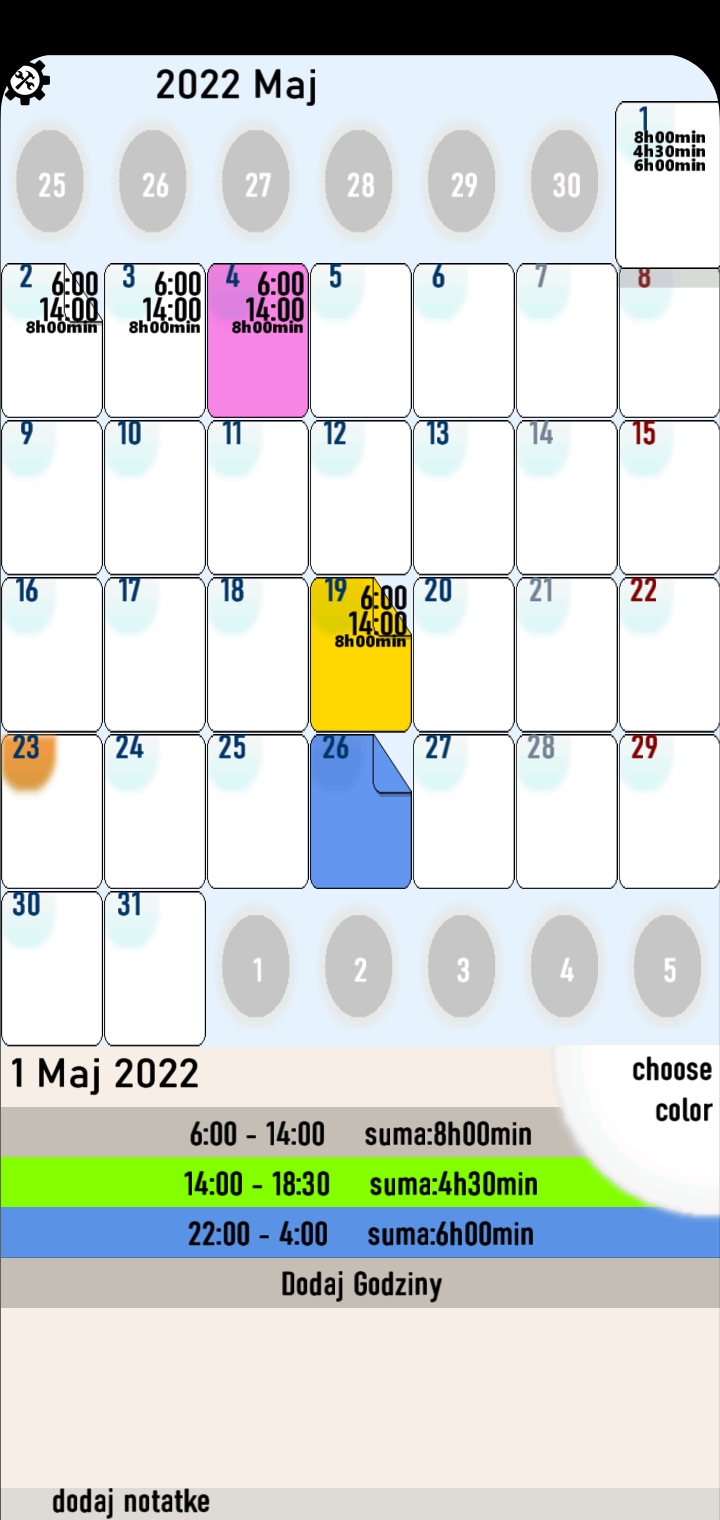 2022 Maj
25 26 27 28 29 30 1
8h00min
4h30min
6h00min
2 3 4 5 6 7 8
6:00 6:00 6:00
14:00 14:00 14:00
8h00min 8h00min 8h00min
9 10 11 12 13 14 15
16 17 18 19 20 21 22
6:00
14:00
8h00min
23 24 25 26 27 28 29
30 31 1 2 3 4 5
1 Maj 2022
choose
color
6:00 - 14:00 suma:8h00min
14:00 - 18:30 suma:4h30min
22:00 - 4:00 suma:6h00min
Dodaj Godziny
dodaj notatke